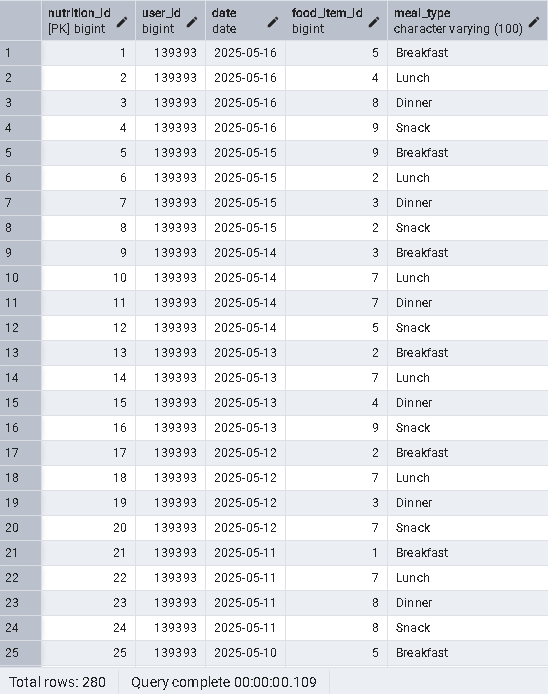 nutrition_id user_id date food_item_id meal_type
[PK] bigint bigint date bigint character varying (100)
1 1 139393 2025-05-16 5 Breakfast
2 2 139393 2025-05-16 4 Lunch
3 3 139393 2025-05-16 8 Dinner
4 4 139393 2025-05-16 9 Snack
5 5 139393 2025-05-15 9 Breakfast
6 6 139393 2025-05-15 2 Lunch
7 7 139393 2025-05-15 3 Dinner
8 8 139393 2025-05-15 2 Snack
9 9 139393 2025-05-14 3 Breakfast
10 10 139393 2025-05-14 7 Lunch
11 11 139393 2025-05-14 7 Dinner
12 12 139393 2025-05-14 5 Snack
13 13 139393 2025-05-13 2 Breakfast
14 14 139393 2025-05-13 7 Lunch
15 15 139393 2025-05-13 4 Dinner
16 16 139393 2025-05-13 9 Snack
17 17 139393 2025-05-12 2 Breakfast
18 18 139393 2025-05-12 7 Lunch
19 19 139393 2025-05-12 3 Dinner
20 20 139393 2025-05-12 7 Snack
21 21 139393 2025-05-11 1 Breakfast
22 22 139393 2025-05-11 7 Lunch
23 23 139393 2025-05-11 8 Dinner
24 24 139393 2025-05-11 8 Snack
25 25 139393 2025-05-10 5 Breakfast
Total rows: 280 Query complete 00:00:00.109